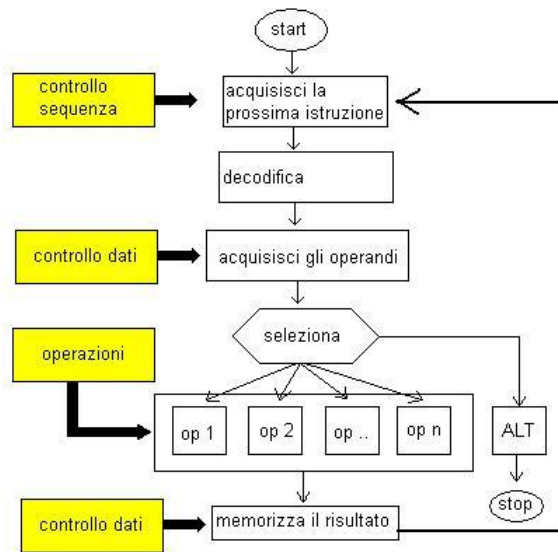 start
controllo
sequenza
acquisisci la
prossima istruzione
decodifica
controllo dati
acquisisci gli operandi
seleziona
operazioni
op 1
op 2
op ..
op n
ALT
stop
controllo dati
memorizza il risultato